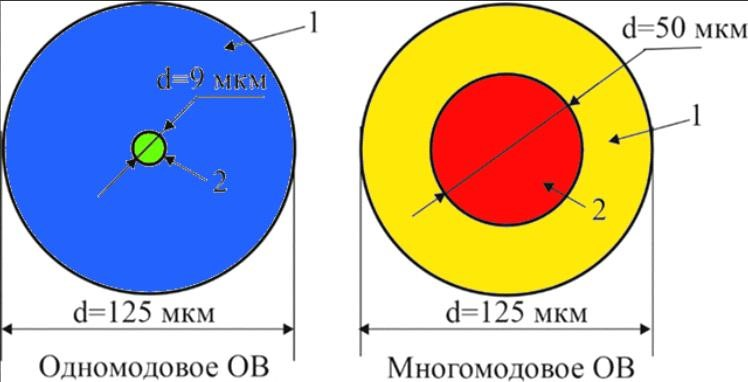 1
d=9 мкм
2
d=125 мкм
Одномодовое ОВ
d=50 мкм
1
2
d=125 мкм
Многомодовое ОВ